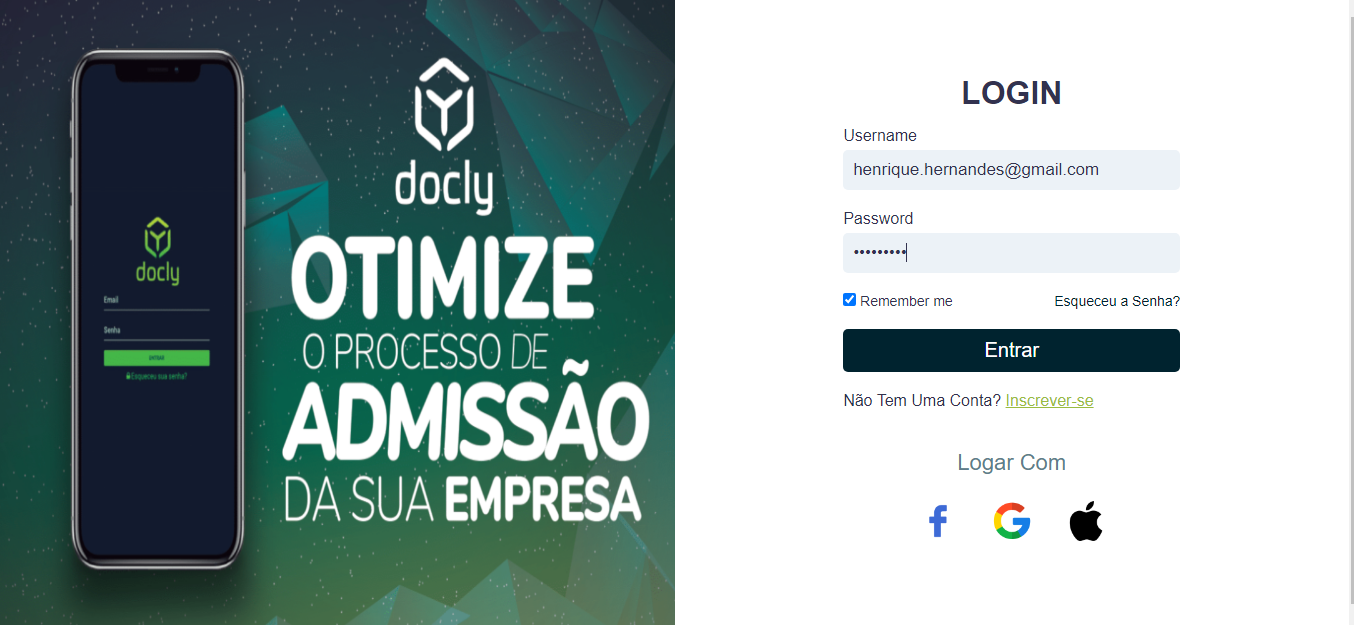 docly
OTIMIZE
O PROCESSO DE
ADMISSÃO
DA SUA EMPRESA
docly
Email
Senha
ENTRAR
Esqueceu sua senha?
LOGIN
Username
henrique.hernandes@gmail.com
Password
•••••••••
Remember me
Esqueceu a Senha?
Entrar
Não Tem Uma Conta? Inscrever-se
Logar Com